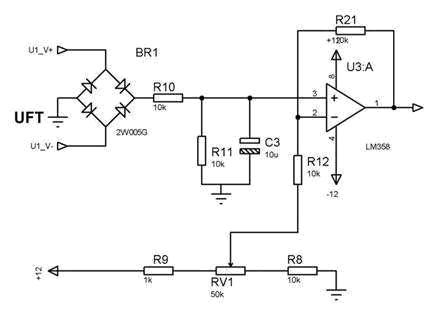 R21
U1_V+
BR1
+12 10k
U3:A
R10
8
3
1
UFT
10k
2
2W005G
R11
C3
R12
4
LM358
U1_V-
10k
10u
10k
-12
+12
R9
R8
1k
RV1
10k
50k